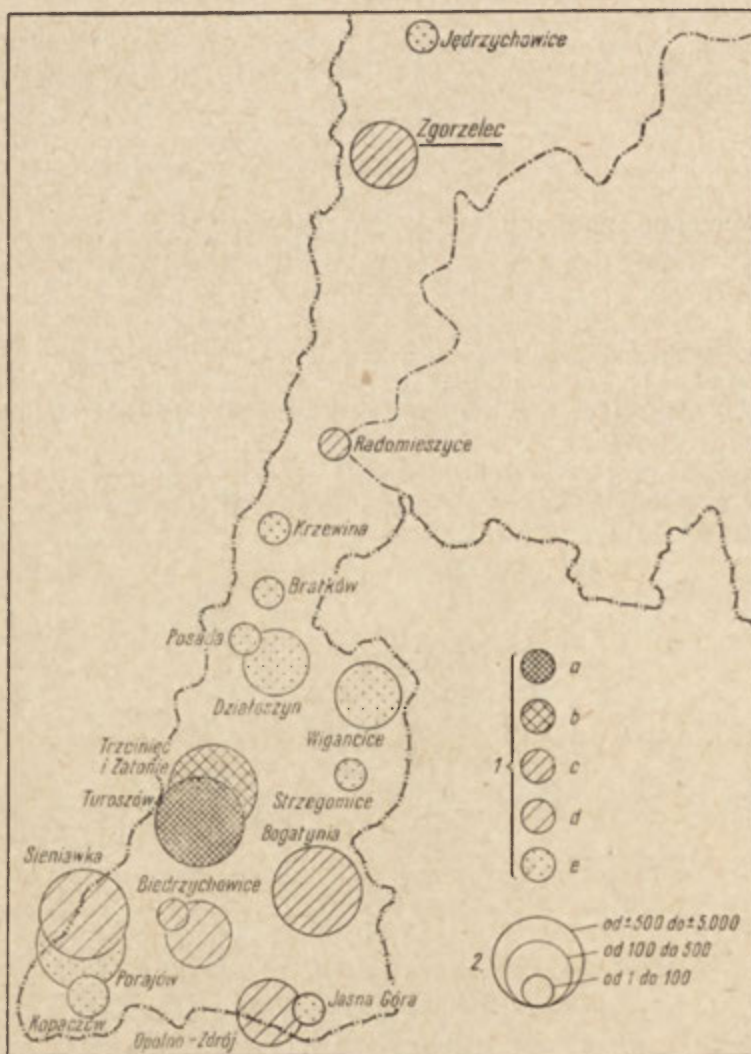 Jędrzychowice
Zgorzelec
Radomieszyce
Krzewina
Bratków
Posada
Działoszyn
Wigancice
Trzciniec
i Zatonie
Turoszów
Strzegomice
Bogatynia
Sieniawka
Biedrzychowice
Porajów
Kopaczów
Jasna Góra
Opolno-Zdrój
1
a
b
c
d
e
2.
od ±500 do ±5.000
od 100 do 500
od 1 do 100